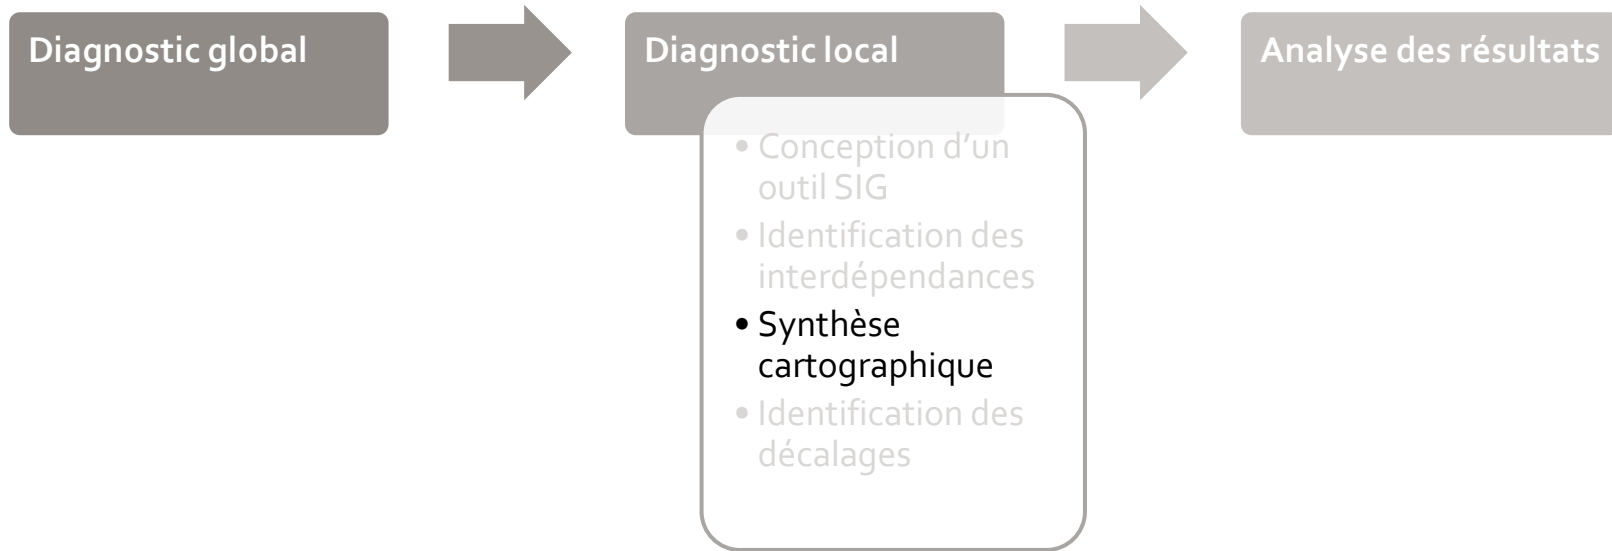 Diagnostic global
Diagnostic local
Analyse des résultats
• Conception d’un
outil SIG
• Identification des
interdépendances
• Synthèse
cartographique
• Identification des
décalages